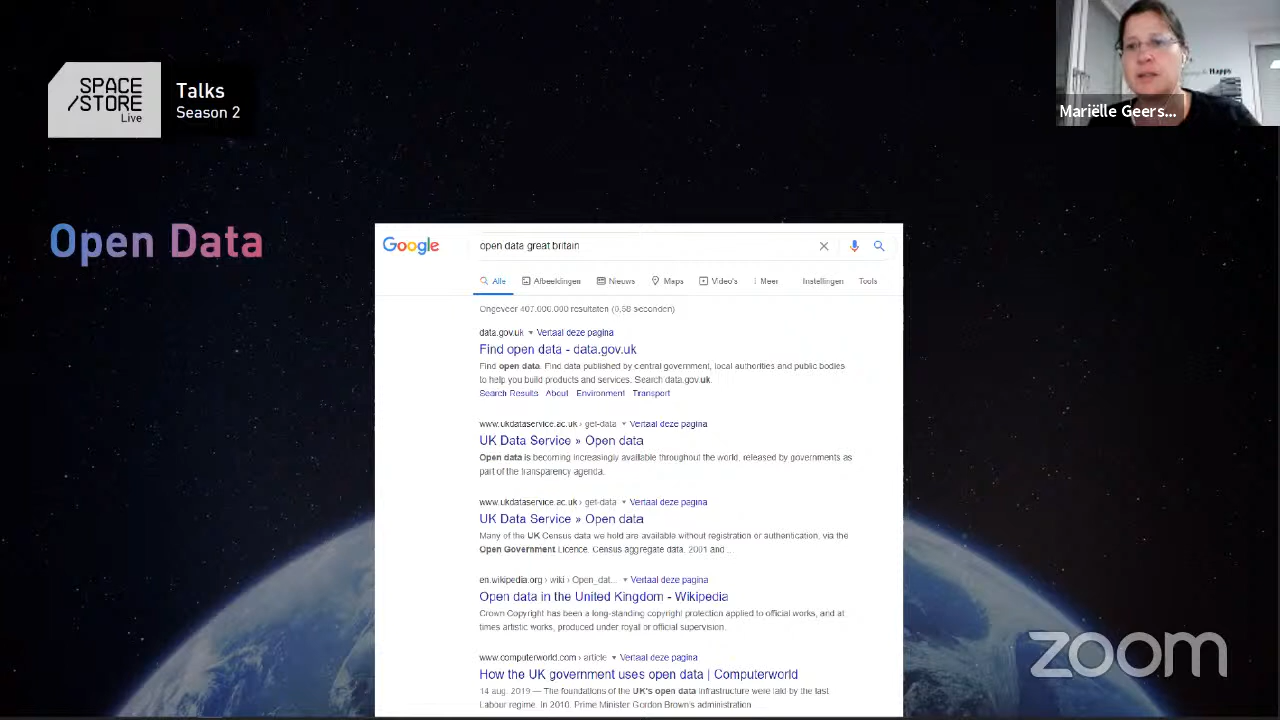 SPACE
/STORE
Live
Talks
Season 2
Happy
Mariëlle Geers...
Open Data
Google
open data great britain
Alle Afbeeldingen Nieuws Maps Video's Meer Instellingen Tools
Ongeveer 407.000.000 resultaten (0,58 seconden)
data.gov.uk Vertaal deze pagina
Find open data - data.gov.uk
Find open data. Find data published by central government, local authorities and public bodies
to help you build products and services. Search data.gov.uk.
Search Results About Environment Transport
www.ukdataservice.ac.uk › get-data Vertaal deze pagina
UK Data Service » Open data
Open data is becoming increasingly available throughout the world, released by governments as
part of the transparency agenda.
www.ukdataservice.ac.uk › get-data Vertaal deze pagina
UK Data Service » Open data
Many of the UK Census data we hold are available without registration or authentication, via the
Open Government Licence. Census aggregate data. 2001 and ...
en.wikipedia.org › wiki › Open_dat... Vertaal deze pagina
Open data in the United Kingdom - Wikipedia
Crown Copyright has been a long-standing copyright protection applied to official works, and at
times artistic works, produced under royal or official supervision.
www.computerworld.com › article Vertaal deze pagina
How the UK government uses open data | Computerworld
14 aug. 2019 — The foundations of the UK's open data infrastructure were laid by the last
Labour regime. In 2010, Prime Minister Gordon Brown's administration
zoom